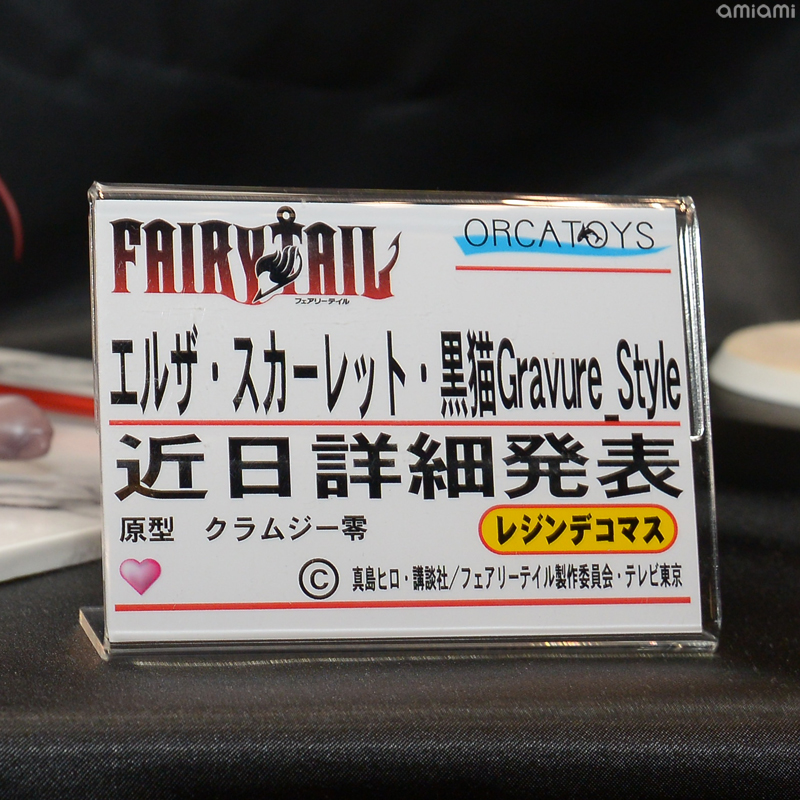 amiami
FAIRY TAIL
フェアリーテイル
ORCATOYS
エルザ・スカーレット・黒猫Gravure_Style
近日詳細発表
原型 クラムジー零
レジンデコマス
Ⓒ 真島ヒロ・講談社/フェアリーテイル製作委員会・テレビ東京